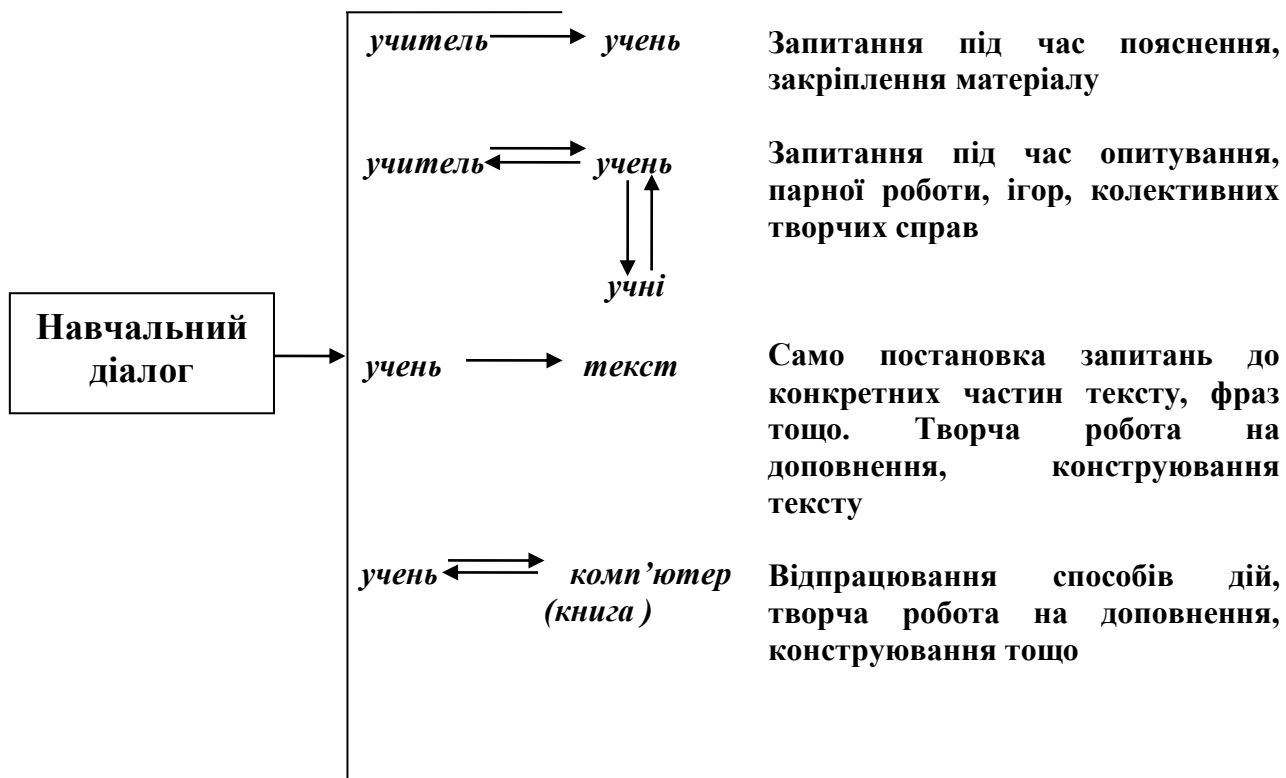 учитель учень Запитання під час пояснення,
закріплення матеріалу
учитель учень Запитання під час опитування,
парної роботи, ігор, колективних
творчих справ
учні
Навчальний
діалог
учень текст Само постановка запитань до
конкретних частин тексту, фраз
тощо. Творча робота на
доповнення, конструювання
тексту
учень комп’ютер Відпрацювання способів дій,
(книга ) творча робота на доповнення,
конструювання тощо